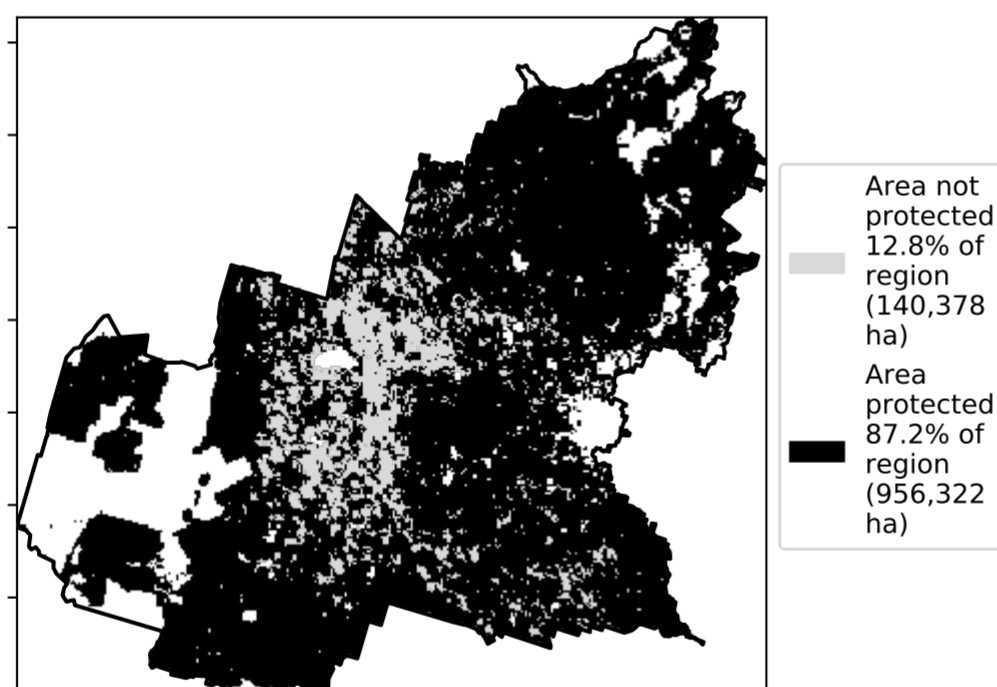 Area not
protected
12.8% of
region
(140,378
ha)
Area
protected
87.2% of
region
(956,322
ha)